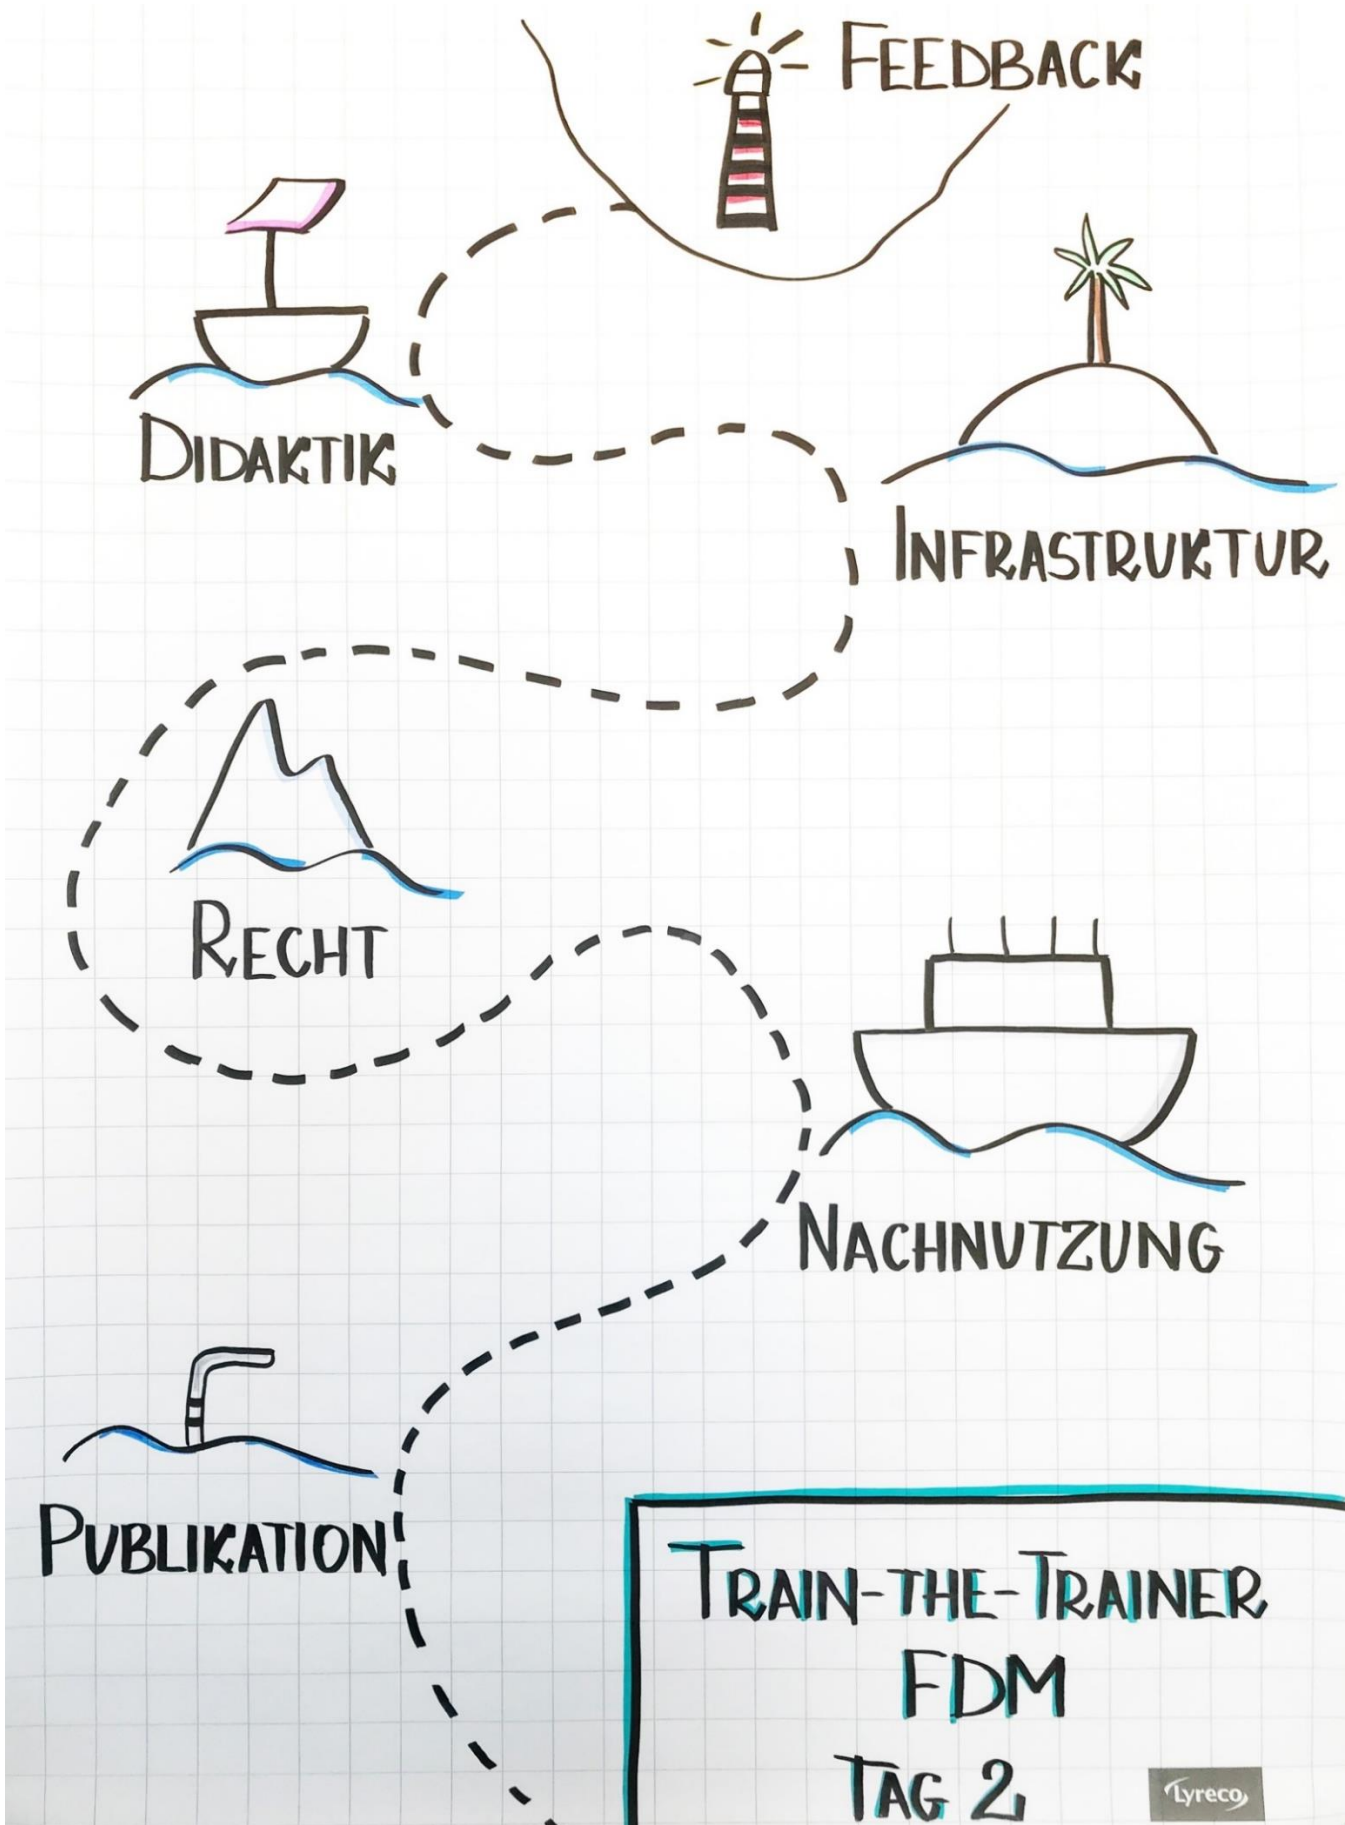 FEEDBACK
DIDAKTIK
INFRASTRUKTUR
RECHT
NACHNUTZUNG
PUBLIKATION
TRAIN-THE-TRAINER
FDM
TAG 2
Lyreco